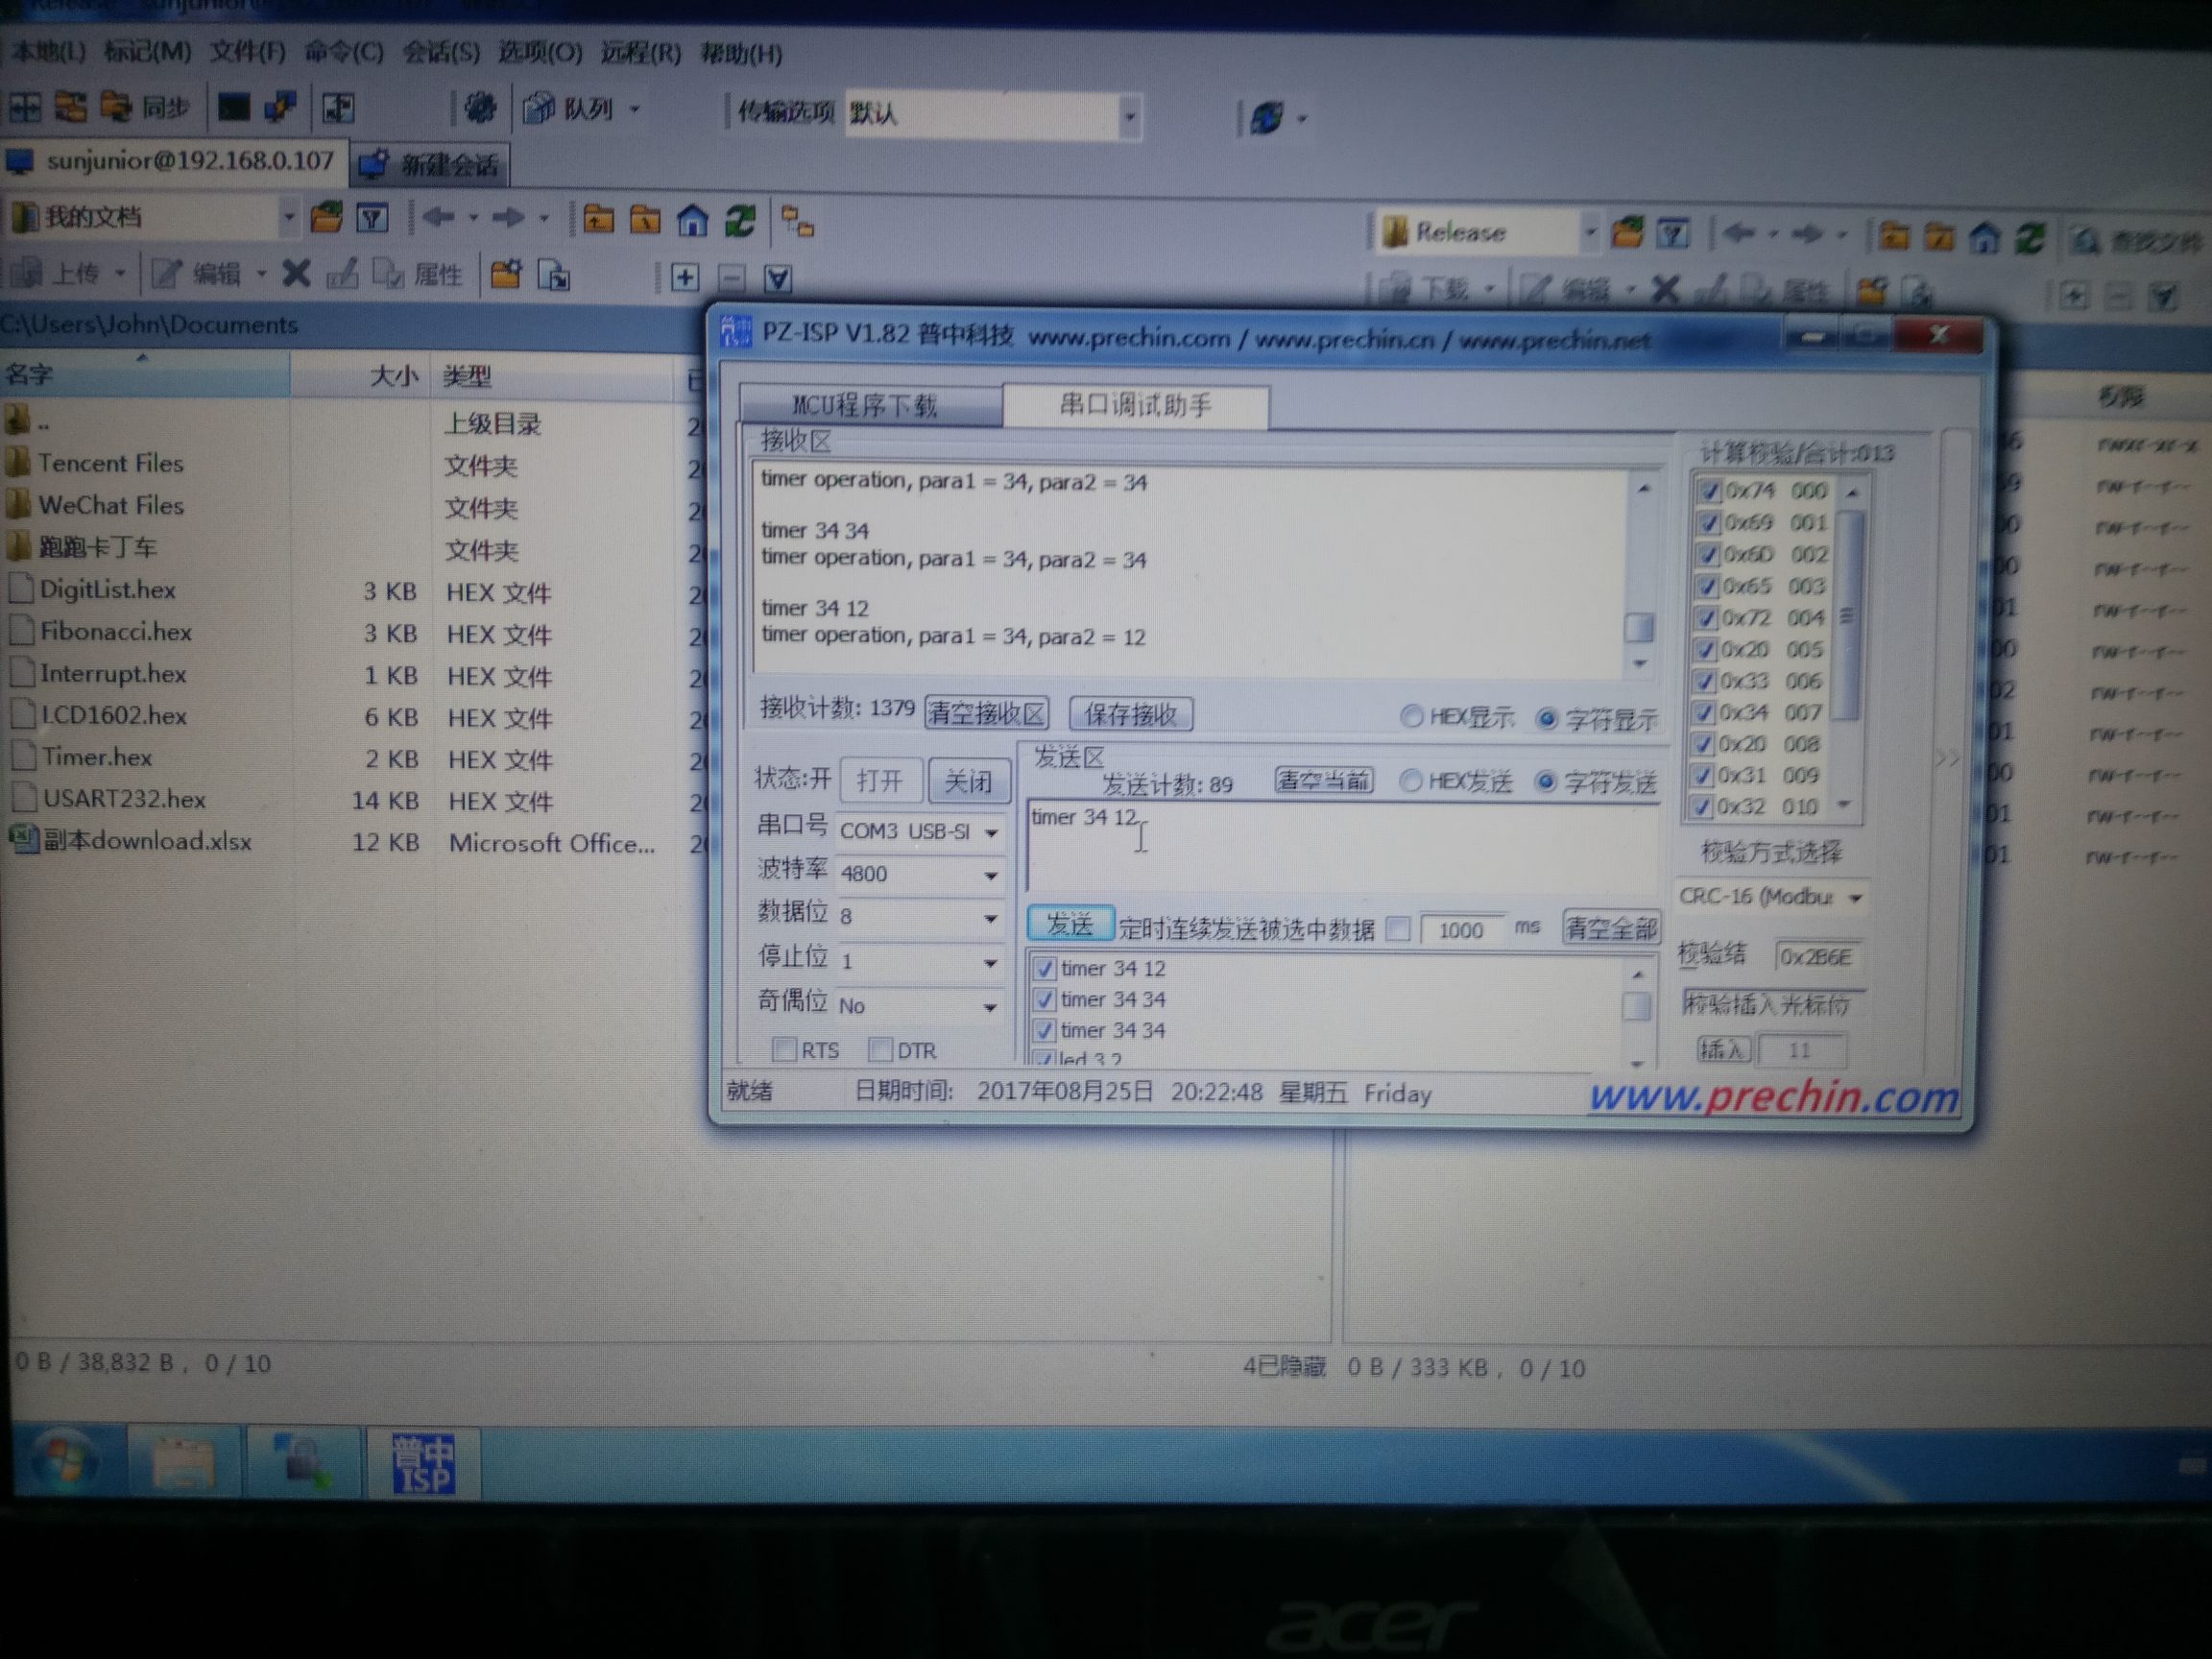 本地(L) 标记(M) 文件(F) 命令(C) 会话(S) 选项(O) 远程(R) 帮助(H)
同步 队列 传输选项 默认
sunjunior@192.168.0.107 新建会话
我的文档
Release 查找文件
上传 编辑 属性
下载 编辑 属性
C:\Users\John\Documents
名字 大小 类型
权限
.. 上级目录
Tencent Files 文件夹
WeChat Files 文件夹
跑跑卡丁车 文件夹
DigitList.hex 3 KB HEX 文件
Fibonacci.hex 3 KB HEX 文件
Interrupt.hex 1 KB HEX 文件
LCD1602.hex 6 KB HEX 文件
Timer.hex 2 KB HEX 文件
USART232.hex 14 KB HEX 文件
副本download.xlsx 12 KB Microsoft Office...
PZ-ISP V1.82 普中科技 www.prechin.com / www.prechin.cn / www.prechin.net
MCU程序下载 串口调试助手
接收区
timer operation, para1 = 34, para2 = 34
timer 34 34
timer operation, para1 = 34, para2 = 34
timer 34 12
timer operation, para1 = 34, para2 = 12
接收计数: 1379 清空接收区 保存接收 HEX显示 字符显示
状态:开 打开 关闭
串口号 COM3 USB-SI
波特率 4800
数据位 8
停止位 1
奇偶位 No
RTS DTR
发送区
发送计数: 89 清空当前 HEX发送 字符发送
timer 34 12
发送 定时连续发送被选中数据 1000 ms 清空全部
timer 34 12
timer 34 34
timer 34 34
led 3 2
计算校验/合计:013
0x74 000
0x69 001
0x6D 002
0x65 003
0x72 004
0x20 005
0x33 006
0x34 007
0x20 008
0x31 009
0x32 010
校验方式选择
CRC-16 (Modbu
校验结 0x2B6E
校验插入光标位
插入 11
就绪 日期时间: 2017年08月25日 20:22:48 星期五 Friday
www.prechin.com
0 B / 38,832 B, 0 / 10
4已隐藏 0 B / 333 KB, 0 / 10
普中
ISP
acer